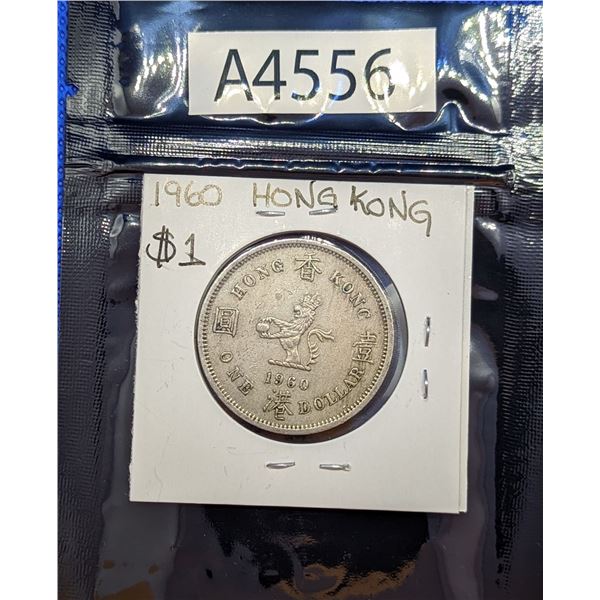 A4556
1960 HONG KONG
$1
HONG KONG
香
圓
壹
港
1960
ONE DOLLAR